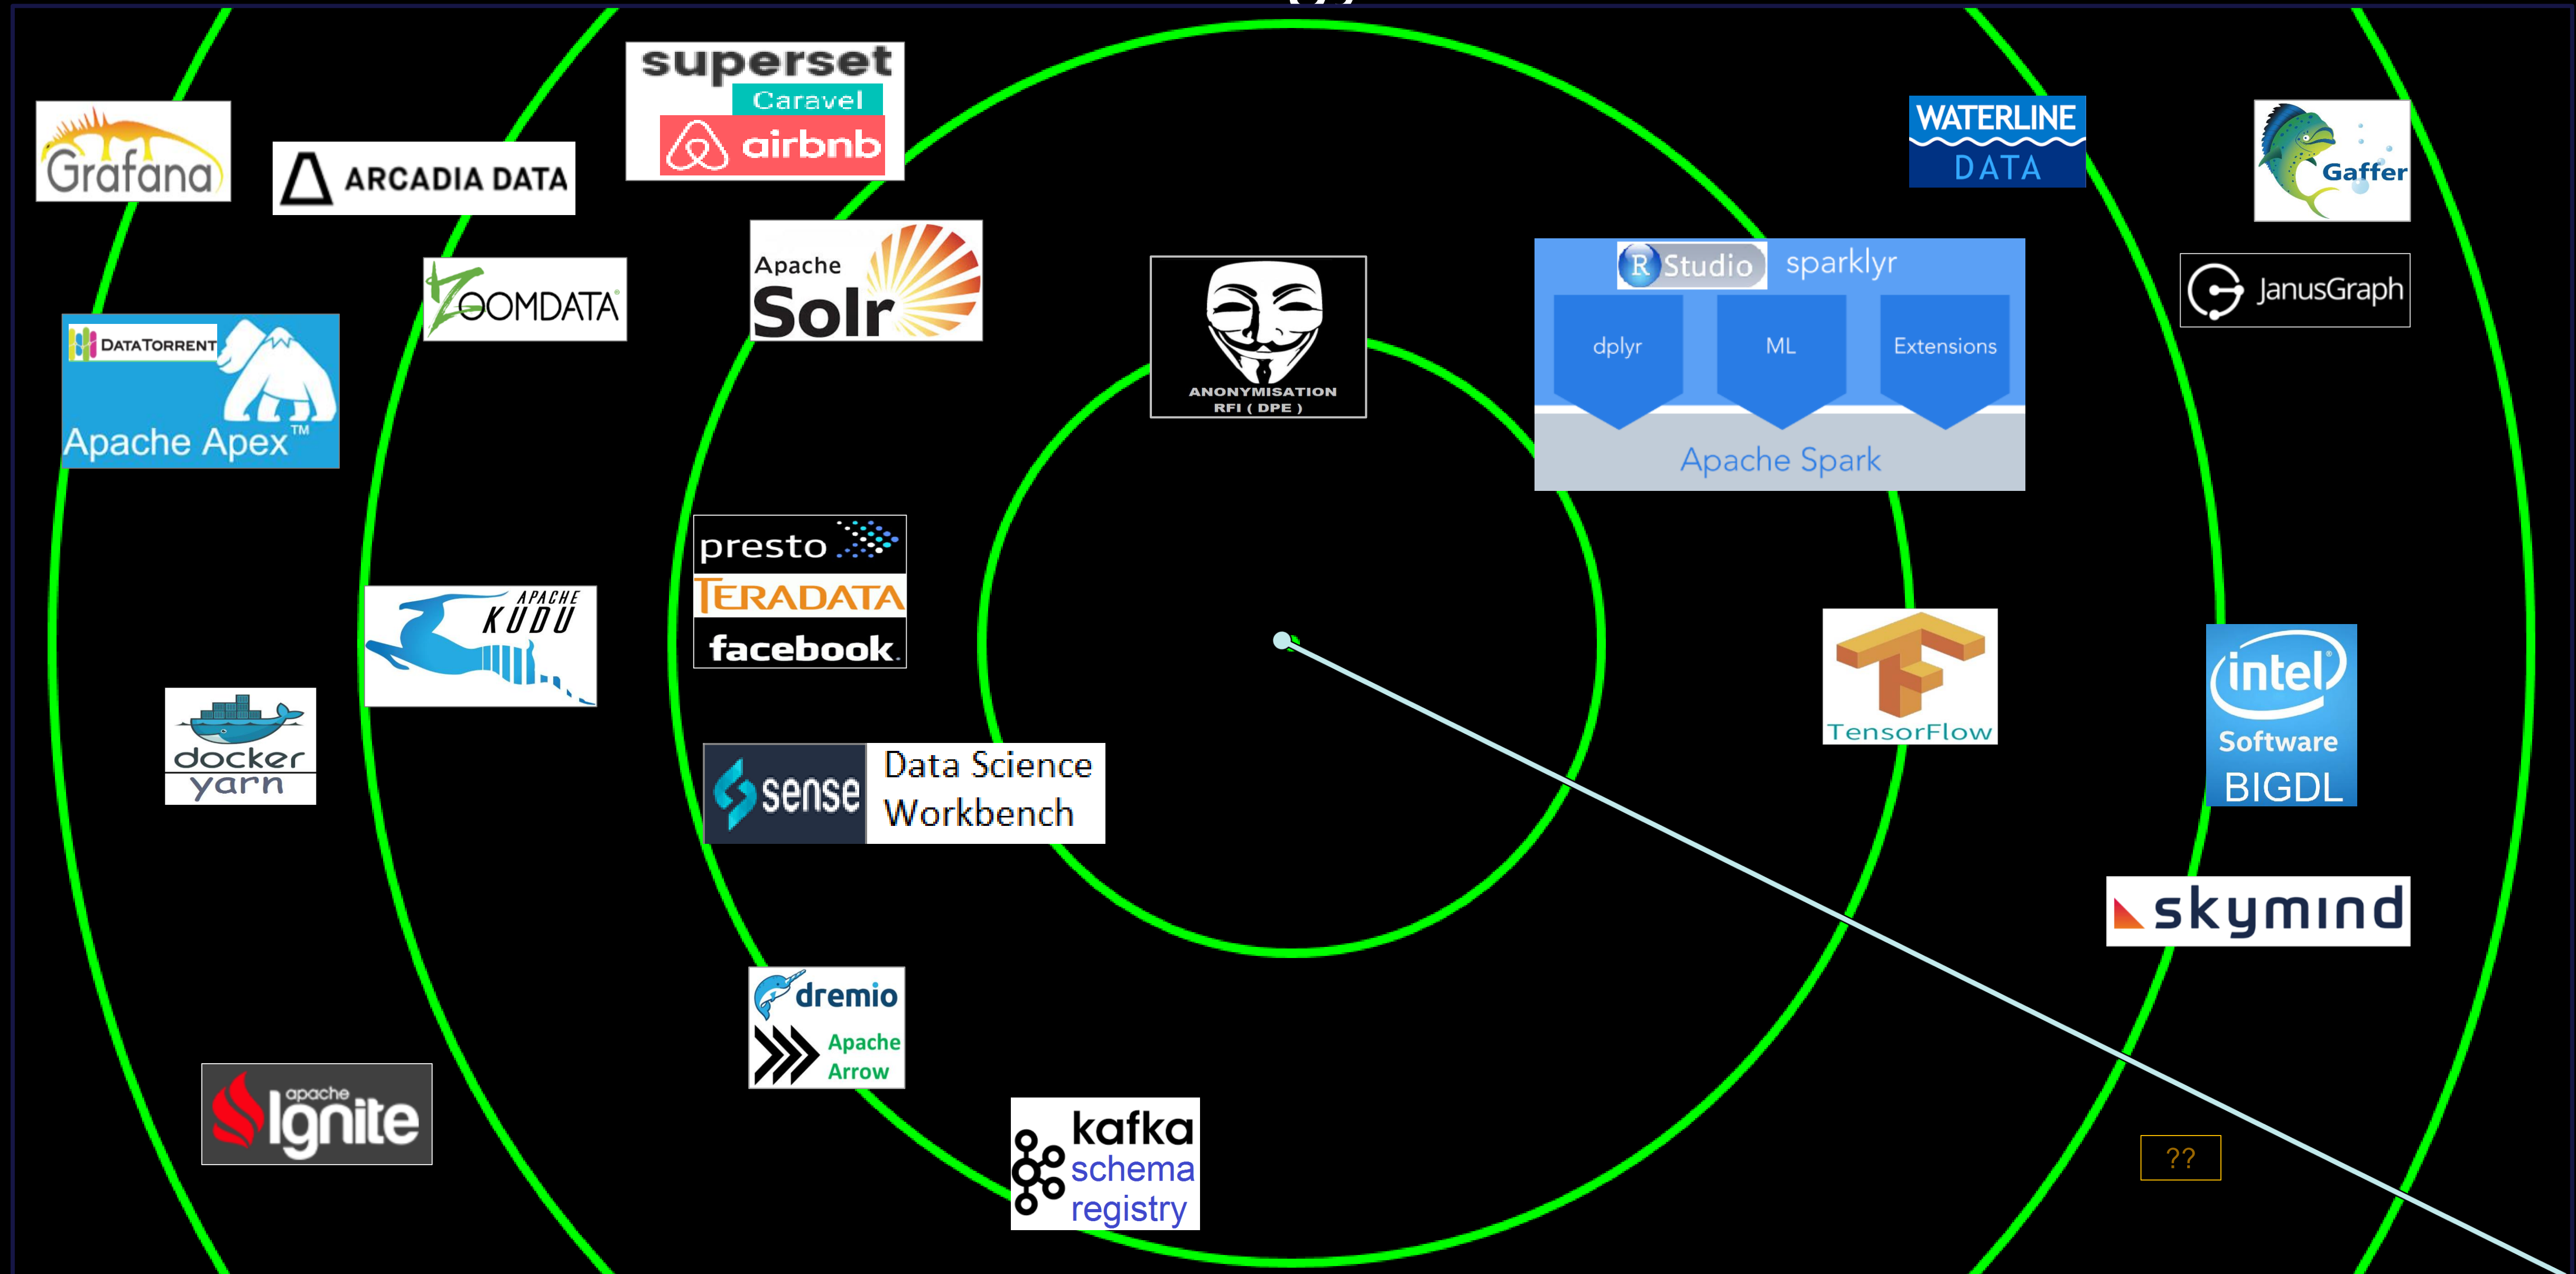 superset
Caravel
airbnb
WATERLINE
DATA
Grafana
ARCADIA DATA
Gaffer
Apache
Solr
R Studio sparklyr
dplyr ML Extensions
Apache Spark
ZOOMDATA
JanusGraph
ANONYMISATION
RFI ( DPE )
DATATORRENT
Apache Apex™
presto
TERADATA
facebook.
APACHE
KUDU
TensorFlow
intel®
Software
BIGDL
docker
yarn
sense
Data Science
Workbench
skymind
dremio
Apache
Arrow
apache
Ignite
kafka
schema
registry
??